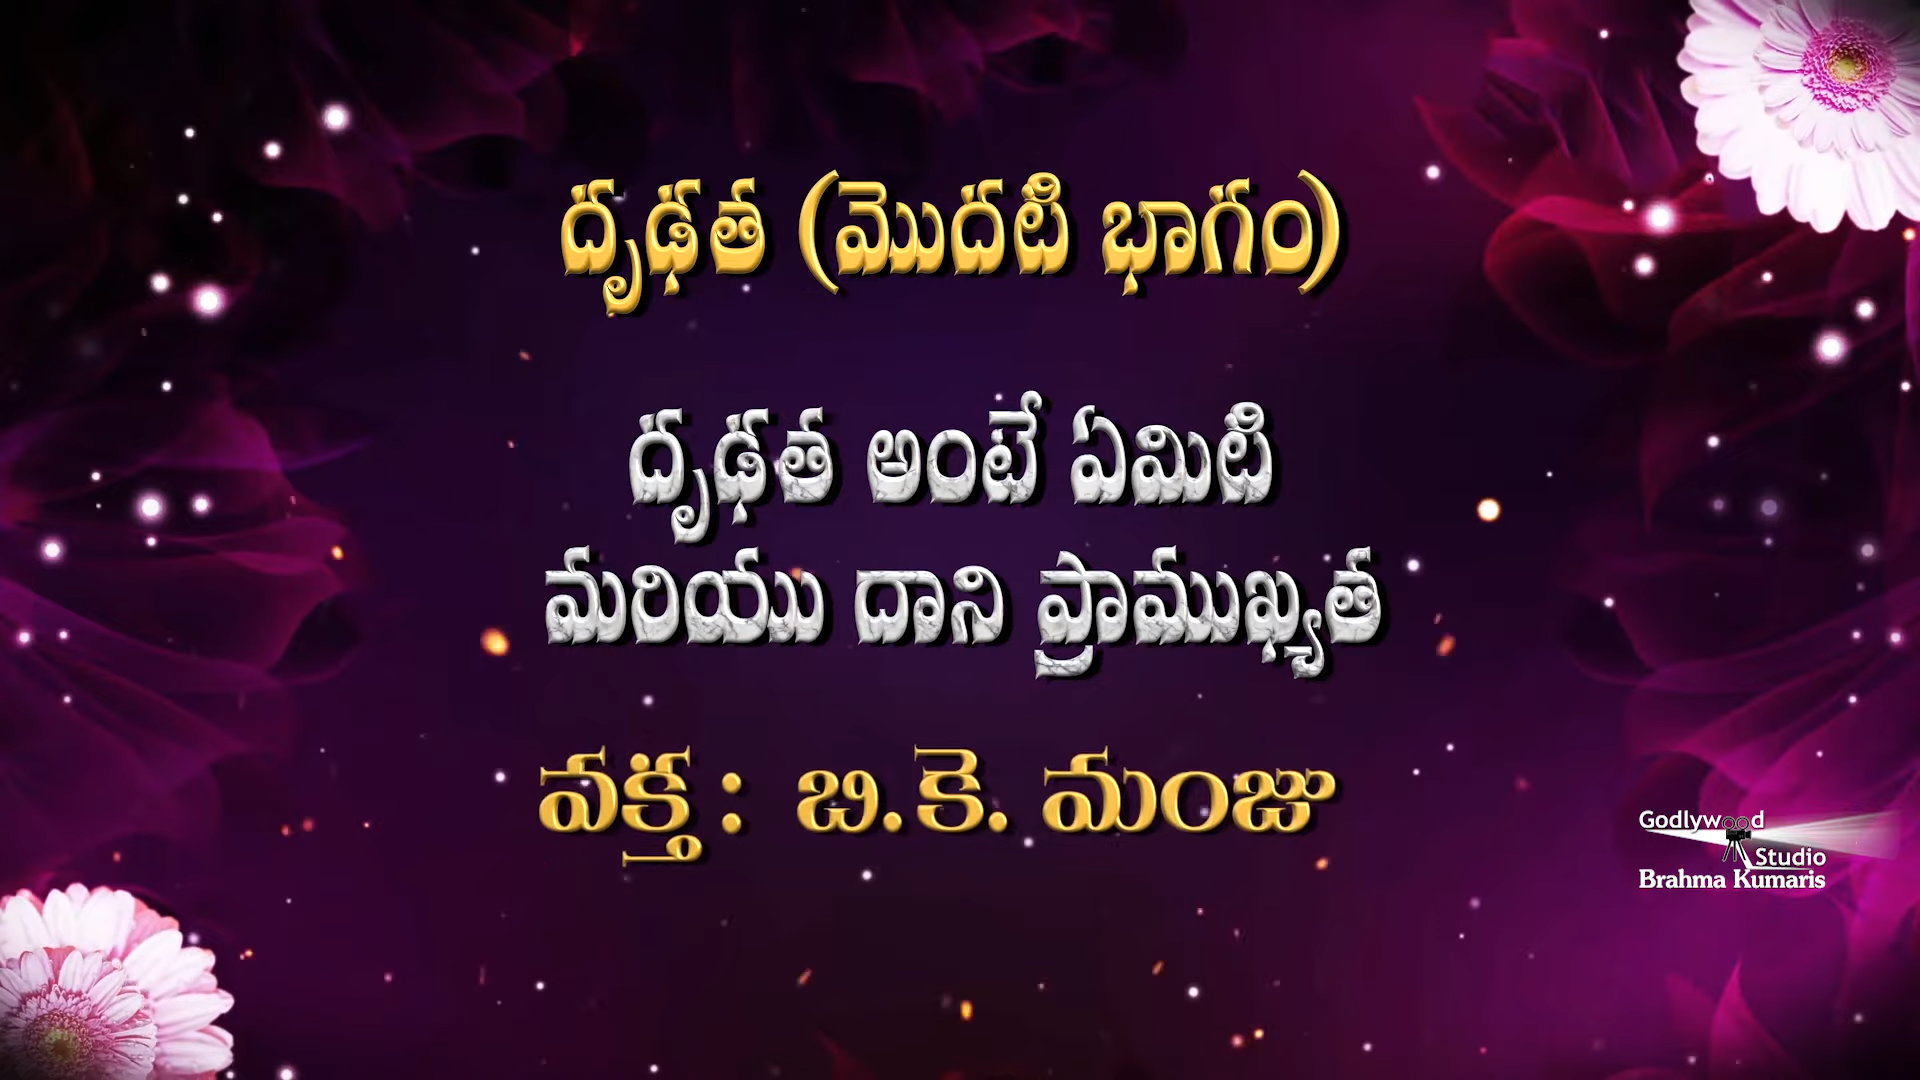 దృఢత (మొదటి భాగం)
దృఢత అంటే ఏమిటి
మరియు దాని ప్రాముఖ్యత
వక్త : బి.కె. మంజు
Godlywood
Studio
Brahma Kumaris